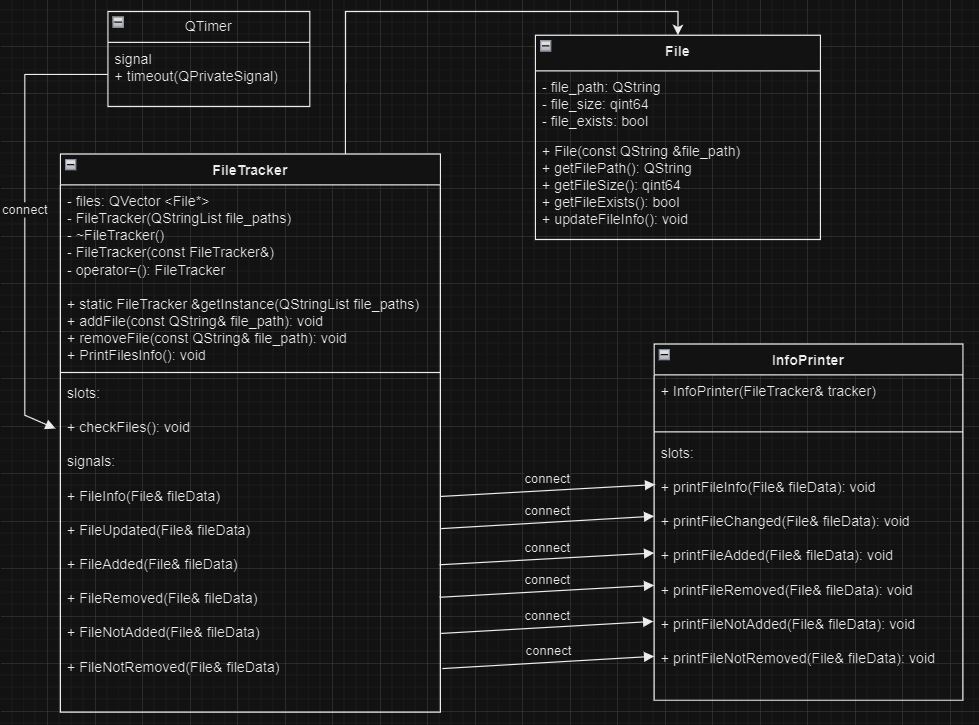 QTimer
signal
+ timeout(QPrivateSignal)
File
- file_path: QString
- file_size: qint64
- file_exists: bool
+ File(const QString &file_path)
+ getFilePath(): QString
+ getFileSize(): qint64
+ getFileExists(): bool
+ updateFileInfo(): void
connect
FileTracker
- files: QVector <File*>
- FileTracker(QStringList file_paths)
- ~FileTracker()
- FileTracker(const FileTracker&)
- operator=(): FileTracker
+ static FileTracker &getInstance(QStringList file_paths)
+ addFile(const QString& file_path): void
+ removeFile(const QString& file_path): void
+ PrintFilesInfo(): void
slots:
+ checkFiles(): void
signals:
+ FileInfo(File& fileData)
+ FileUpdated(File& fileData)
+ FileAdded(File& fileData)
+ FileRemoved(File& fileData)
+ FileNotAdded(File& fileData)
+ FileNotRemoved(File& fileData)
connect
connect
connect
connect
connect
connect
InfoPrinter
+ InfoPrinter(FileTracker& tracker)
slots:
+ printFileInfo(File& fileData): void
+ printFileChanged(File& fileData): void
+ printFileAdded(File& fileData): void
+ printFileRemoved(File& fileData): void
+ printFileNotAdded(File& fileData): void
+ printFileNotRemoved(File& fileData): void